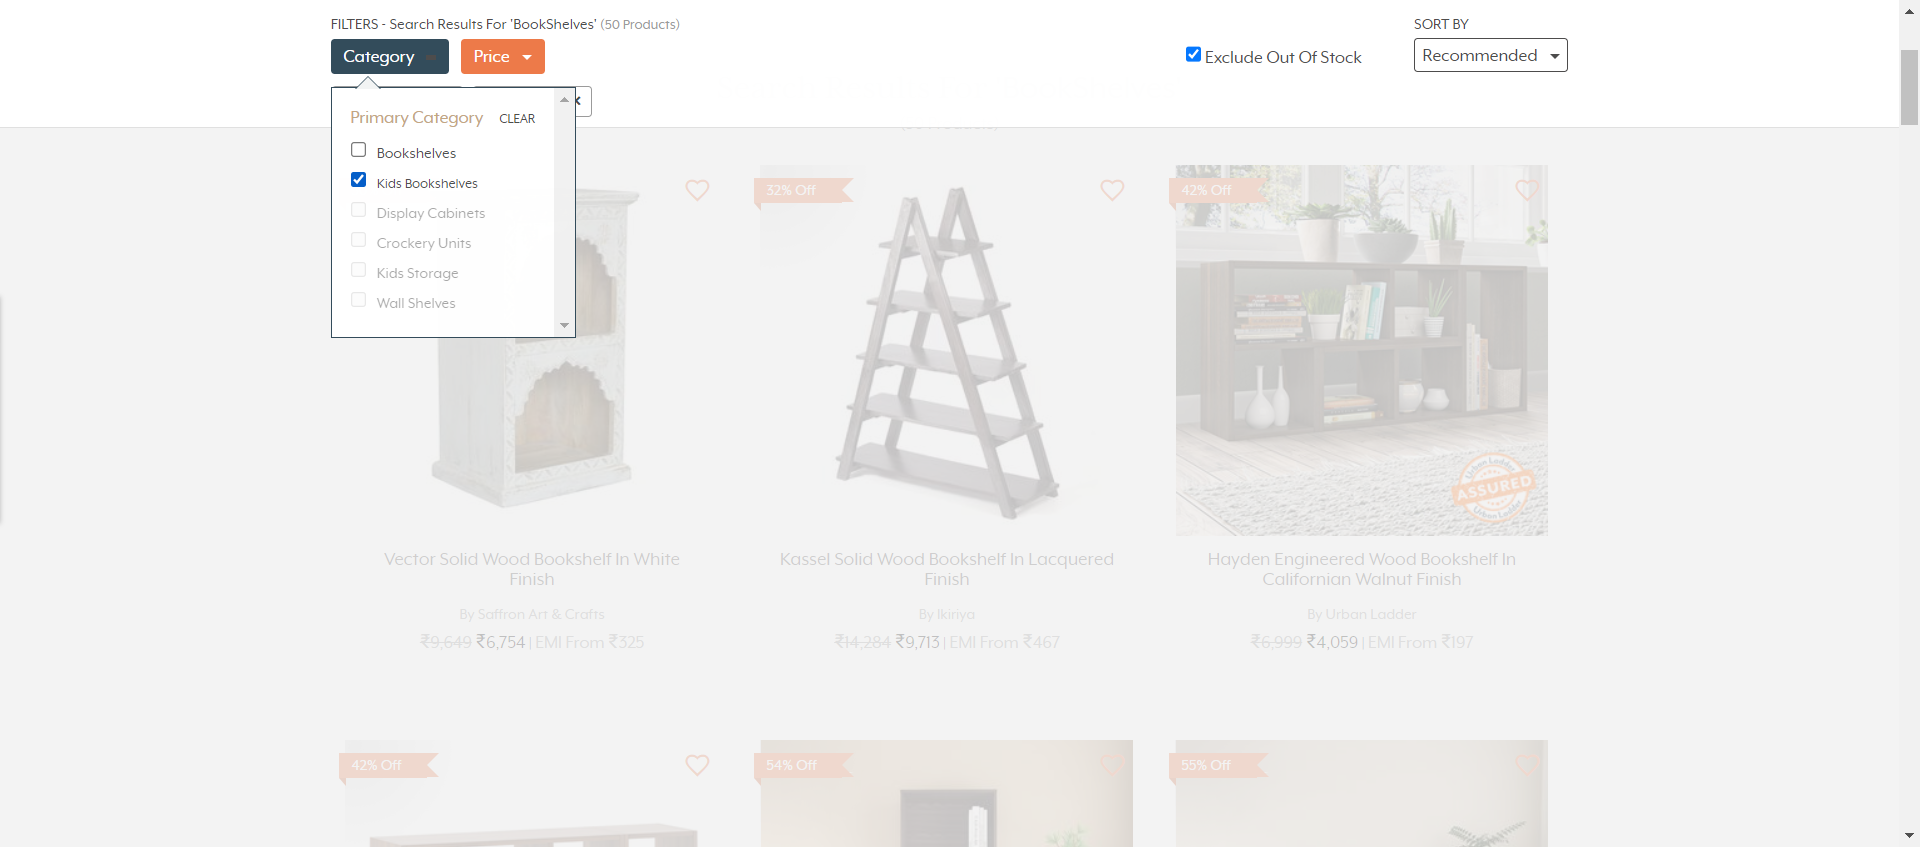 FILTERS - Search Results For 'BookShelves' (50 Products)
SORT BY
Category
Price
Exclude Out Of Stock
Recommended
Primary Category CLEAR
Bookshelves
Kids Bookshelves
Display Cabinets
Crockery Units
Kids Storage
Wall Shelves
32% Off
42% Off
Urban Ladder
ASSURED
Urban Ladder
Vector Solid Wood Bookshelf In White
Finish
By Saffron Art & Crafts
₹9,649 ₹6,754 | EMI From ₹325
Kassel Solid Wood Bookshelf In Lacquered
Finish
By Ikiriya
₹14,284 ₹9,713 | EMI From ₹467
Hayden Engineered Wood Bookshelf In
Californian Walnut Finish
By Urban Ladder
₹6,999 ₹4,059 | EMI From ₹197
42% Off
54% Off
55% Off